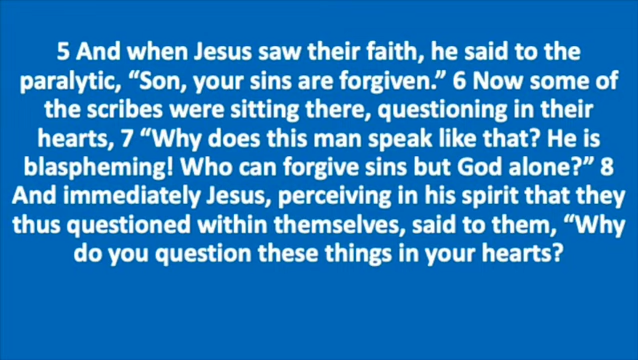 5 And when Jesus saw their faith, he said to the
paralytic, “Son, your sins are forgiven.” 6 Now some of
the scribes were sitting there, questioning in their
hearts, 7 “Why does this man speak like that? He is
blaspheming! Who can forgive sins but God alone?” 8
And immediately Jesus, perceiving in his spirit that they
thus questioned within themselves, said to them, “Why
do you question these things in your hearts?